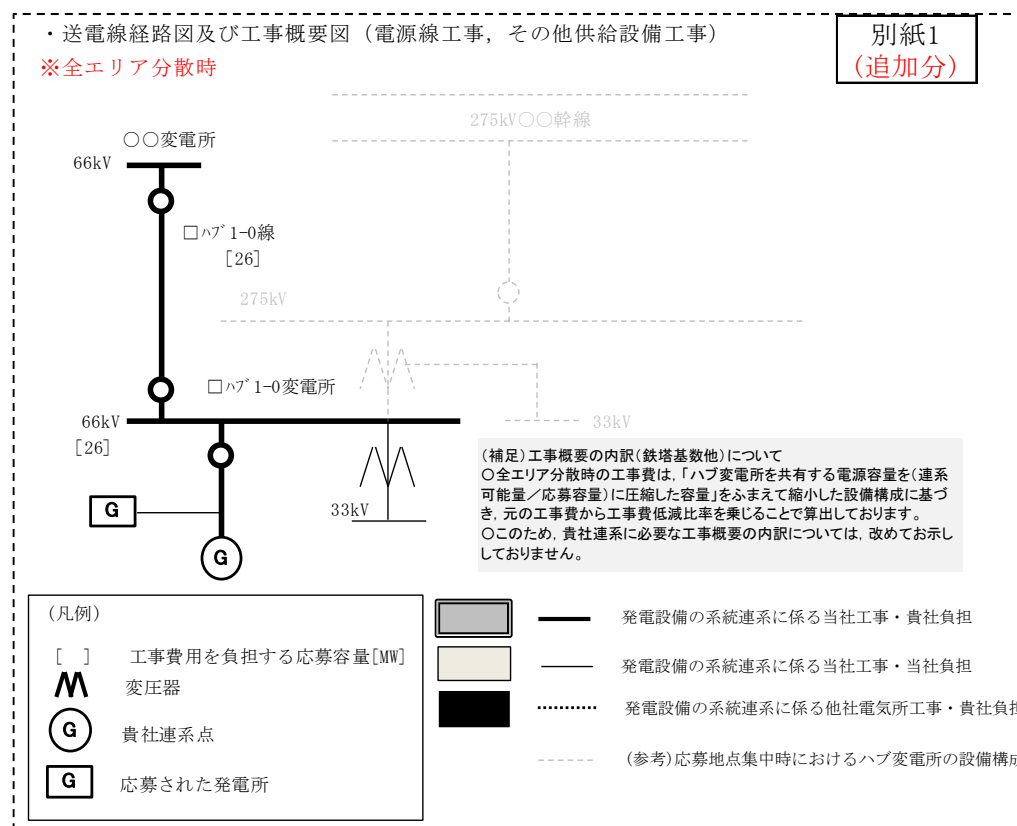 ・送電線経路図及び工事概要図（電源線工事，その他供給設備工事）
別紙1
(追加分)
※全エリア分散時
275kV〇〇幹線
〇〇変電所
66kV
□ﾊﾌﾞ1-0線
[26]
275kV
□ﾊﾌﾞ1-0変電所
66kV
[26]
33kV
G
33kV
G
(補足)工事概要の内訳(鉄塔基数他)について
〇全エリア分散時の工事費は，「ハブ変電所を共有する電源容量を(連系
可能量／応募容量)に圧縮した容量」をふまえて縮小した設備構成に基づ
き，元の工事費から工事費低減比率を乗じることで算出しております。
〇このため，貴社連系に必要な工事概要の内訳については，改めてお示し
しておりません。
(凡例)
[ ] 工事費用を負担する応募容量[MW]
変圧器
G 貴社連系点
G 応募された発電所
発電設備の系統連系に係る当社工事・貴社負担
発電設備の系統連系に係る当社工事・当社負担
発電設備の系統連系に係る他社電気所工事・貴社負担
(参考)応募地点集中時におけるハブ変電所の設備構成